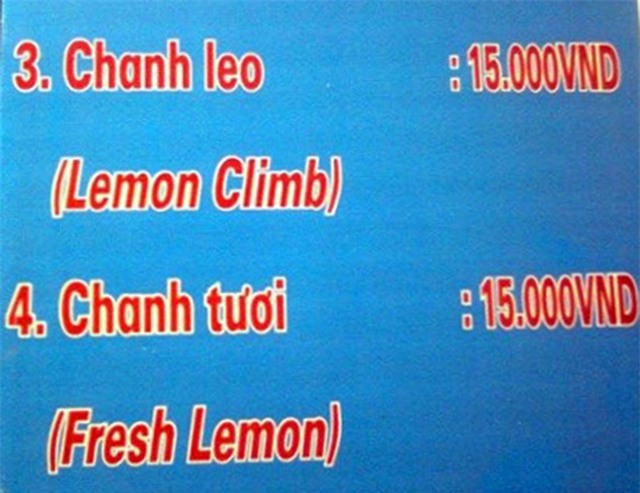 3. Chanh leo : 15.000VND
(Lemon Climb)
4. Chanh tươi : 15.000VND
(Fresh Lemon)